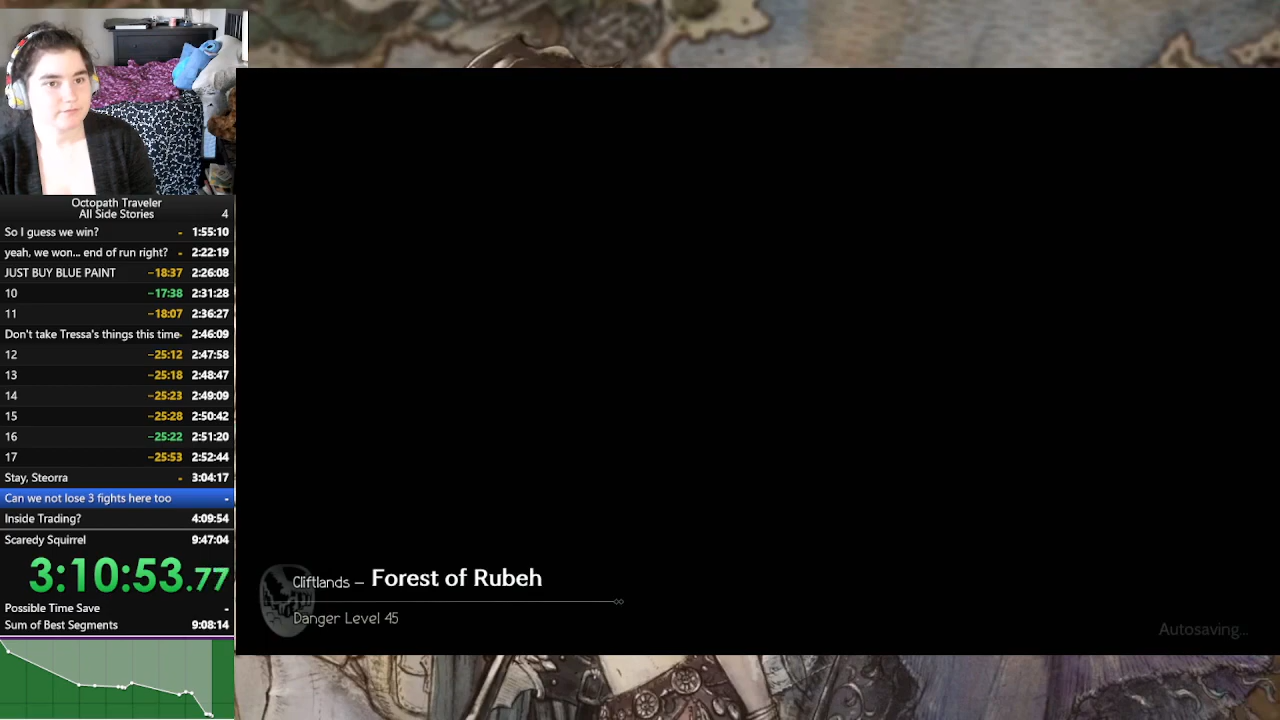 Octopath Traveler
All Side Stories 4
So I guess we win? - 1:55:10
yeah, we won... end of run right? - 2:22:19
JUST BUY BLUE PAINT −18:37 2:26:08
10 −17:38 2:31:28
11 −18:07 2:36:27
Don't take Tressa's things this time- 2:46:09
12 −25:12 2:47:58
13 −25:18 2:48:47
14 −25:23 2:49:09
15 −25:28 2:50:42
16 −25:22 2:51:20
17 −25:53 2:52:44
Stay, Steorra - 3:04:17
Can we not lose 3 fights here too -
Inside Trading? 4:09:54
Scaredy Squirrel 9:47:04
3:10:53.77
Possible Time Save -
Sum of Best Segments 9:08:14
Cliftlands – Forest of Rubeh
Danger Level 45
Autosaving...